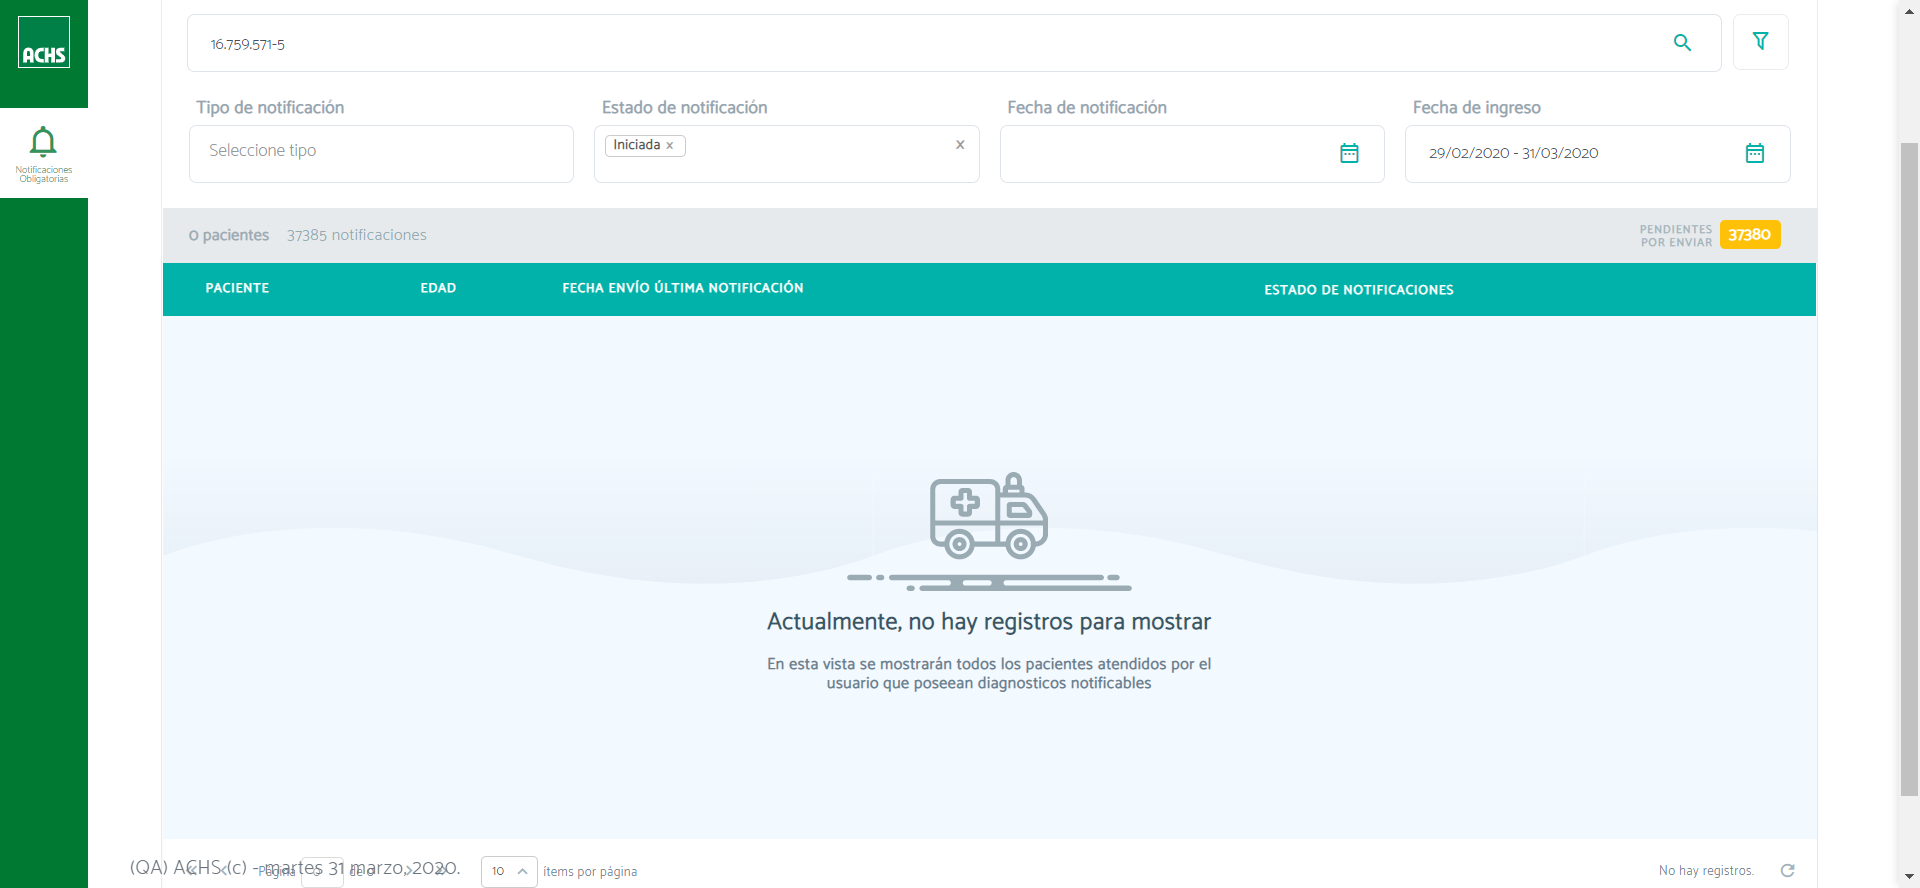 ACHS
Notificaciones
Obligatorias
16.759.571-5
Tipo de notificación
Estado de notificación
Fecha de notificación
Fecha de ingreso
Seleccione tipo
Iniciada x
x
29/02/2020 - 31/03/2020
0 pacientes 37385 notificaciones
PENDIENTES
POR ENVIAR
37380
PACIENTE EDAD FECHA ENVÍO ÚLTIMA NOTIFICACIÓN ESTADO DE NOTIFICACIONES
Actualmente, no hay registros para mostrar
En esta vista se mostrarán todos los pacientes atendidos por el
usuario que poseean diagnosticos notificables
(QA) ACHS (c) - martes 31 marzo, 2020.
Página 0 de 0
10 ítems por página
No hay registros.